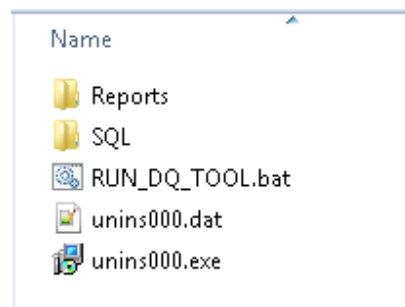 Name
Reports
SQL
RUN_DQ_TOOL.bat
unins000.dat
unins000.exe